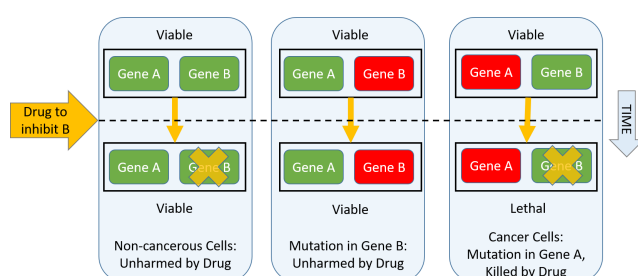 Viable
Viable
Viable
Gene A
Gene B
Gene A
Gene B
Gene A
Gene B
Drug to
inhibit B
TIME
Gene A
Gene B
Gene A
Gene B
Gene A
Gene B
Viable
Viable
Lethal
Non-cancerous Cells:
Unharmed by Drug
Mutation in Gene B:
Unharmed by Drug
Cancer Cells:
Mutation in Gene A,
Killed by Drug